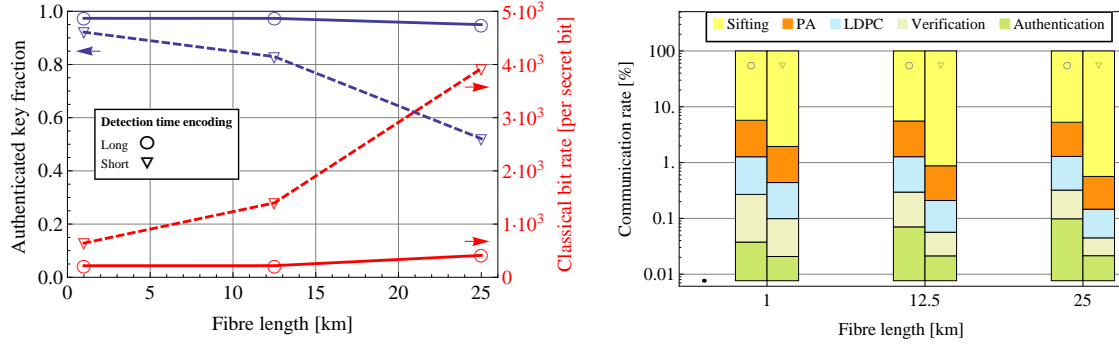 Authenticated key fraction
1.0
0.8
0.6
0.4
0.2
0.0
Detection time encoding
Long
Short
0 5 10 15 20 25
Fibre length [km]
5·10³
4·10³
3·10³
2·10³
1·10³
0
Classical bit rate [per secret bit]
Sifting PA LDPC Verification Authentication
Communication rate [%]
100
10.
1.
0.1
0.01
1 12.5 25
Fibre length [km]